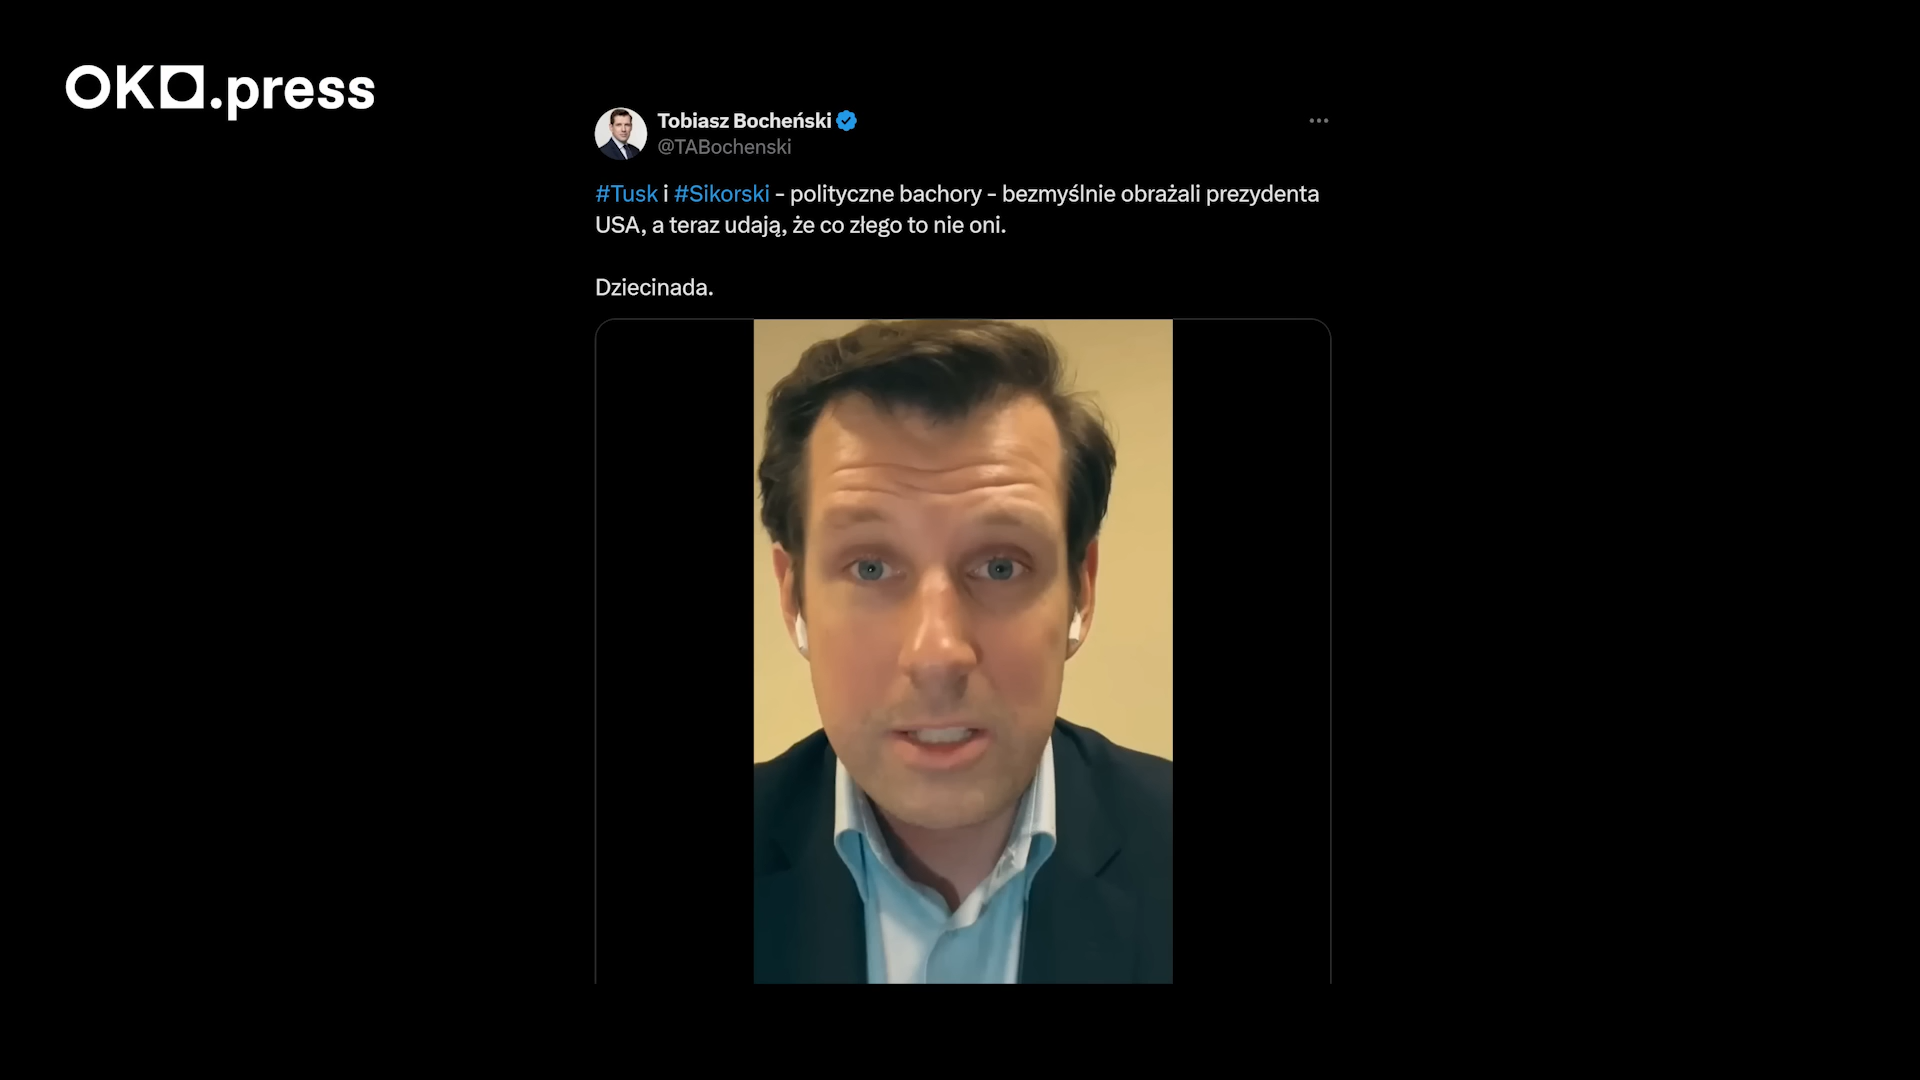 OKO.press
Tobiasz Bocheński
@TABochenski
#Tusk i #Sikorski - polityczne bachory - bezmyślnie obrażali prezydenta
USA, a teraz udają, że co złego to nie oni.
Dziecinada.